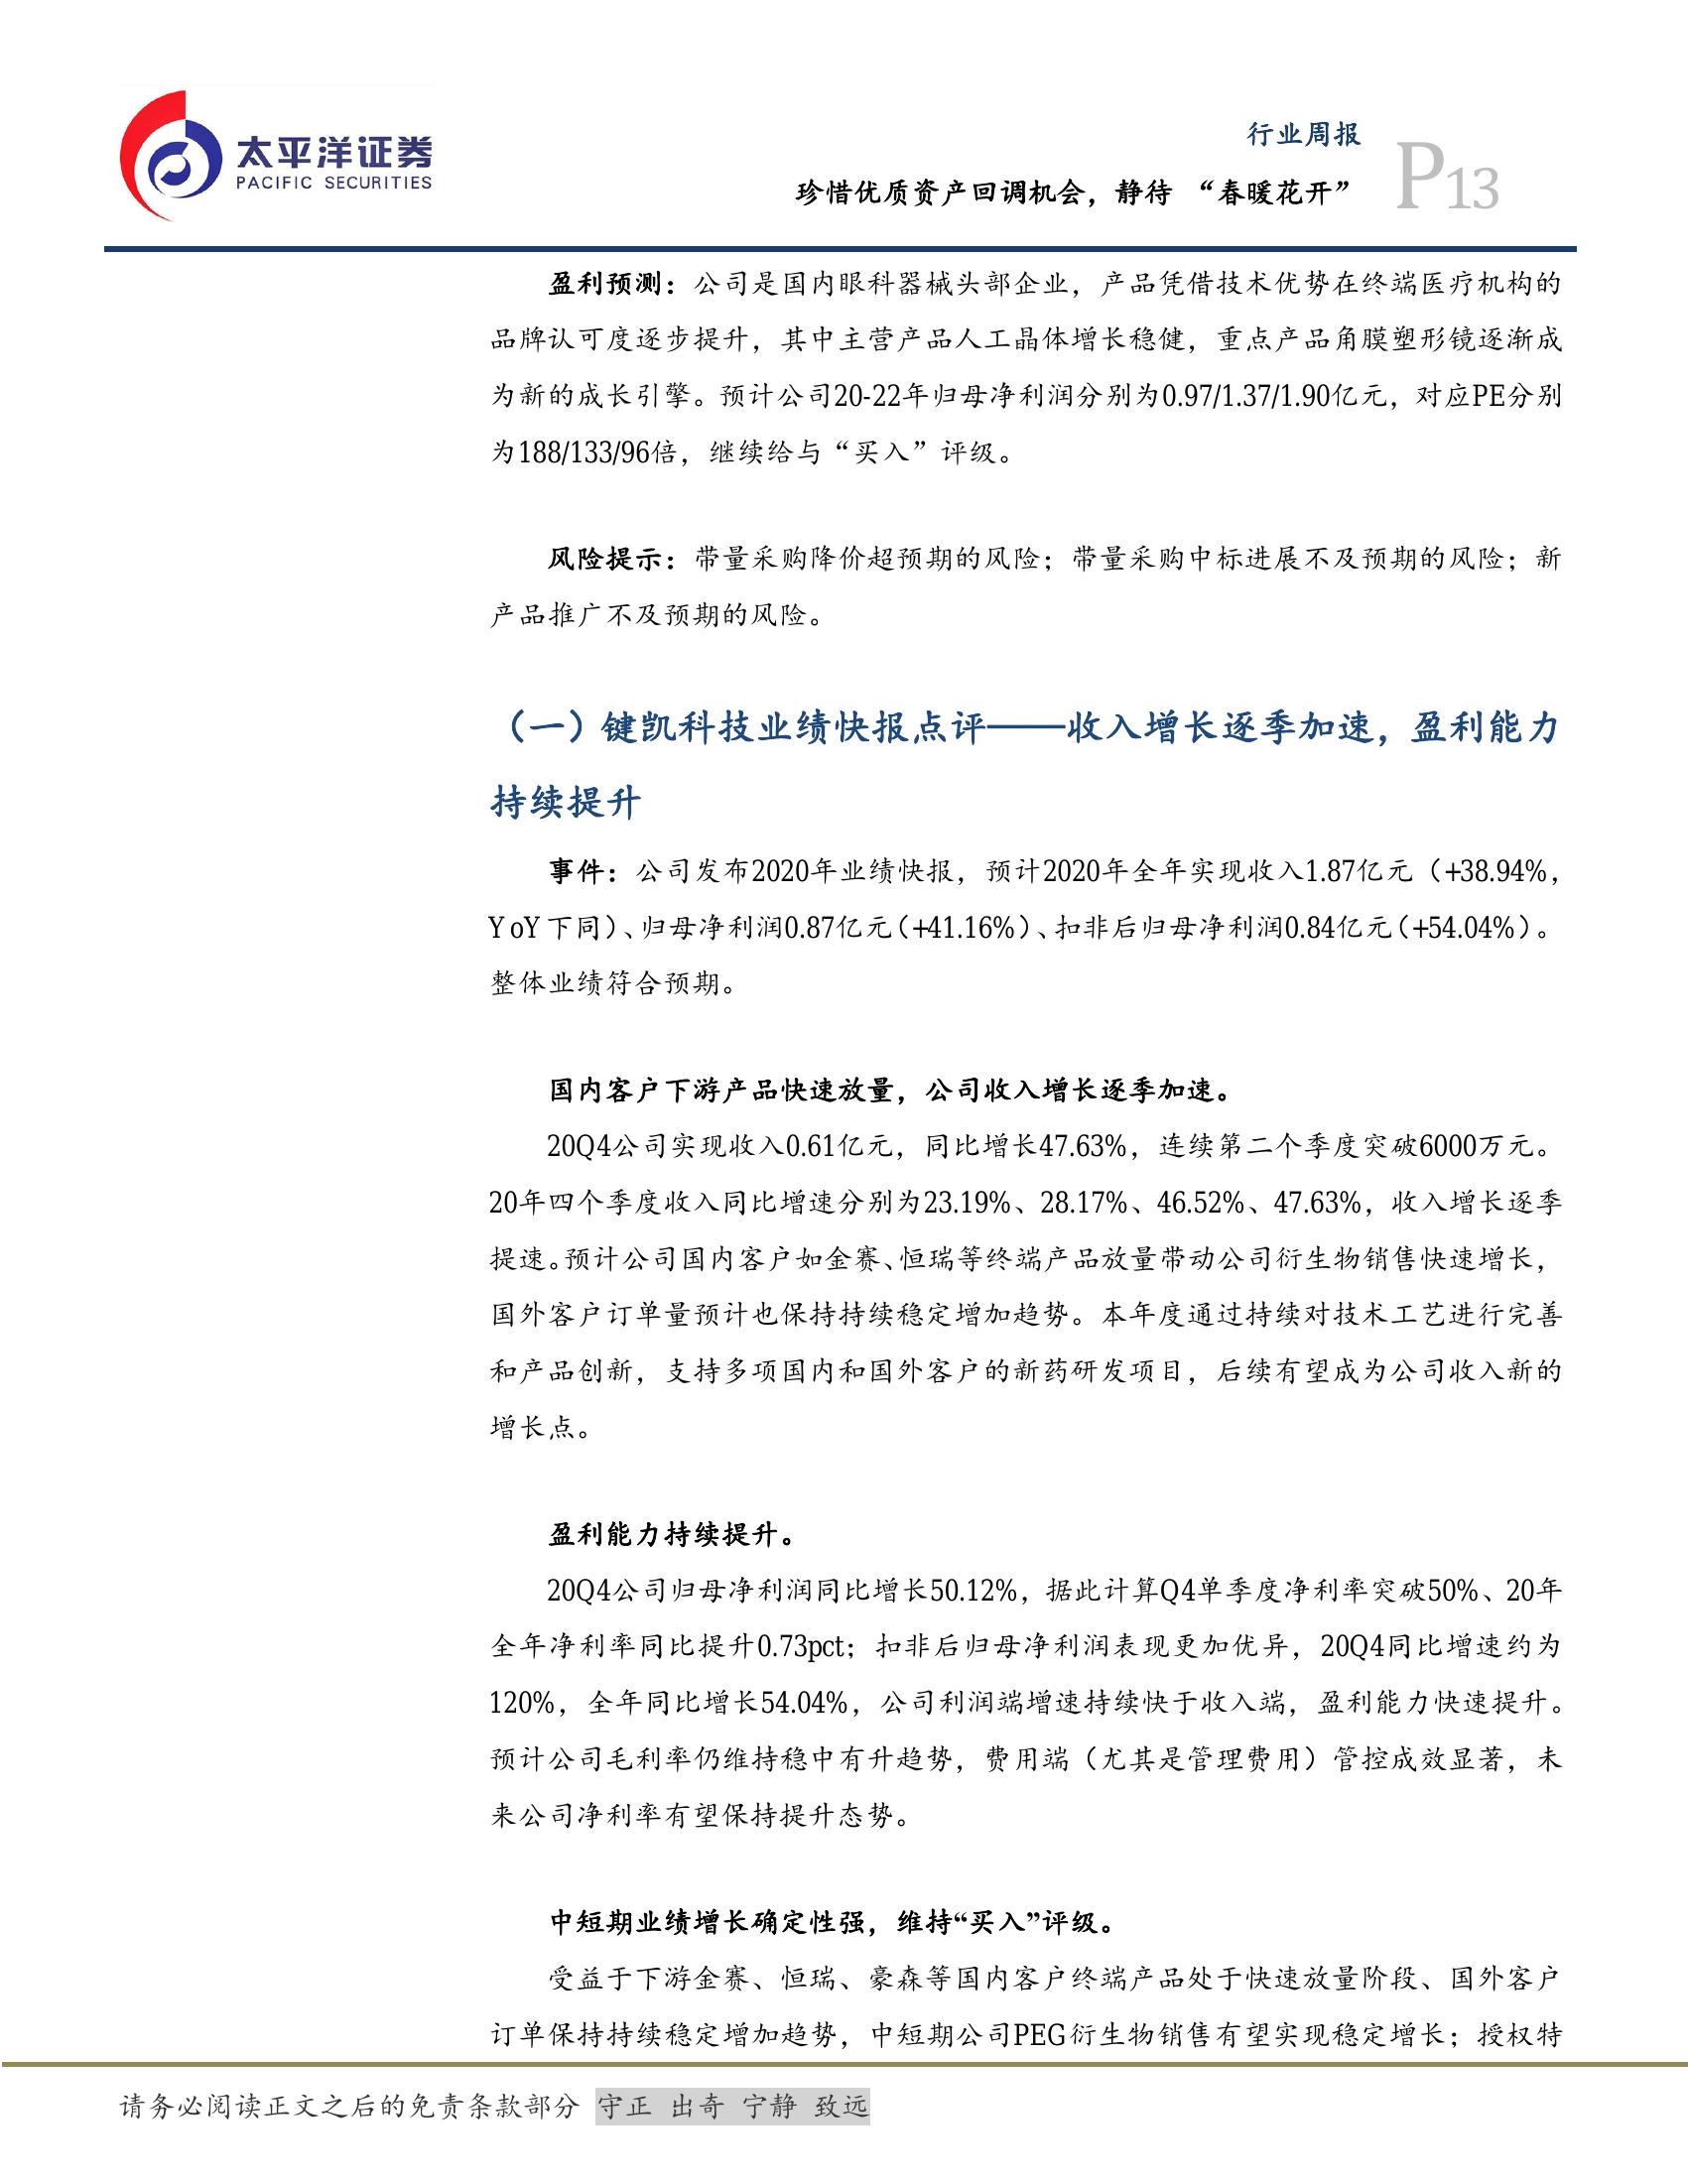 太平洋证券
PACIFIC SECURITIES
行业周报
珍惜优质资产回调机会，静待 “春暖花开”
P13
盈利预测：公司是国内眼科器械头部企业，产品凭借技术优势在终端医疗机构的
品牌认可度逐步提升，其中主营产品人工晶体增长稳健，重点产品角膜塑形镜逐渐成
为新的成长引擎。预计公司20-22年归母净利润分别为0.97/1.37/1.90亿元，对应PE分别
为188/133/96倍，继续给与“买入”评级。
风险提示：带量采购降价超预期的风险；带量采购中标进展不及预期的风险；新
产品推广不及预期的风险。
（一）键凯科技业绩快报点评——收入增长逐季加速，盈利能力
持续提升
事件：公司发布2020年业绩快报，预计2020年全年实现收入1.87亿元（+38.94%，
YoY下同）、归母净利润0.87亿元（+41.16%）、扣非后归母净利润0.84亿元（+54.04%）。
整体业绩符合预期。
国内客户下游产品快速放量，公司收入增长逐季加速。
20Q4公司实现收入0.61亿元，同比增长47.63%，连续第二个季度突破6000万元。
20年四个季度收入同比增速分别为23.19%、28.17%、46.52%、47.63%，收入增长逐季
提速。预计公司国内客户如金赛、恒瑞等终端产品放量带动公司衍生物销售快速增长，
国外客户订单量预计也保持持续稳定增加趋势。本年度通过持续对技术工艺进行完善
和产品创新，支持多项国内和国外客户的新药研发项目，后续有望成为公司收入新的
增长点。
盈利能力持续提升。
20Q4公司归母净利润同比增长50.12%，据此计算Q4单季度净利率突破50%、20年
全年净利率同比提升0.73pct；扣非后归母净利润表现更加优异，20Q4同比增速约为
120%，全年同比增长54.04%，公司利润端增速持续快于收入端，盈利能力快速提升。
预计公司毛利率仍维持稳中有升趋势，费用端（尤其是管理费用）管控成效显著，未
来公司净利率有望保持提升态势。
中短期业绩增长确定性强，维持“买入”评级。
受益于下游金赛、恒瑞、豪森等国内客户终端产品处于快速放量阶段、国外客户
订单保持持续稳定增加趋势，中短期公司PEG衍生物销售有望实现稳定增长；授权特
请务必阅读正文之后的免责条款部分 守正 出奇 宁静 致远